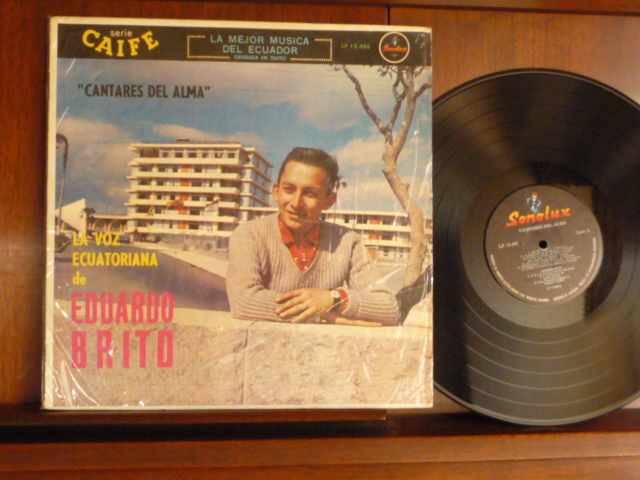 serie
CAIFE
LA MEJOR MUSICA
DEL ECUADOR
GRABADA EN QUITO
LP 12-486
Sonolux
"CANTARES DEL ALMA"
LA VOZ
ECUATORIANA
de
EDUARDO
BRITO
Sonolux
CANTARES DEL ALMA